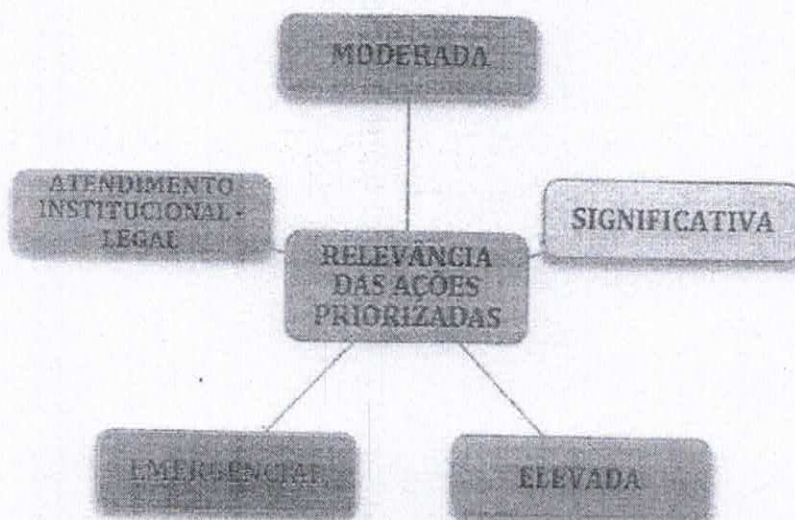 MODERADA
ATENDIMENTO
INSTITUCIONAL -
LEGAL
SIGNIFICATIVA
RELEVÂNCIA
DAS AÇÕES
PRIORIZADAS
EMERGENCIAL
ELEVADA